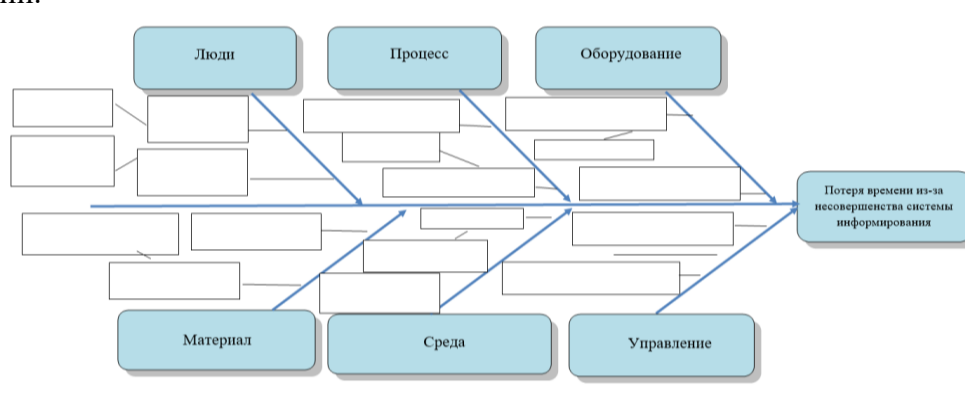 Люди
Процесс
Оборудование
Потеря времени из-за
несовершенства системы
информирования
Материал
Среда
Управление